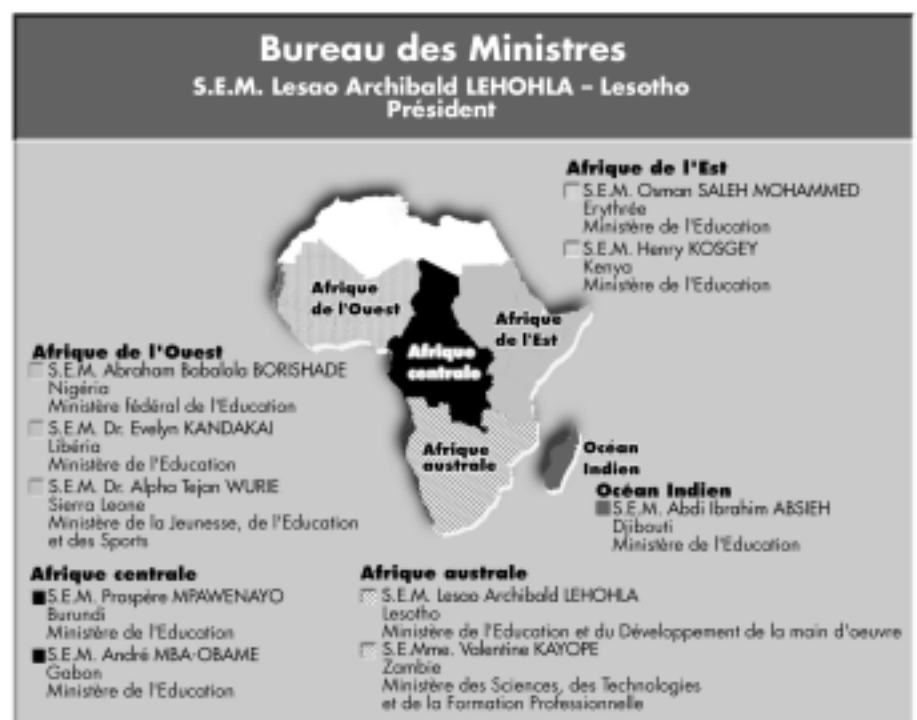 Bureau des Ministres
S.E.M. Lesao Archibald LEHOHLA – Lesotho
Président
Afrique de l'Est
S.E.M. Osman SALEH MOHAMMED
Erythrée
Ministère de l'Education
S.E.M. Henry KOSGEY
Kenya
Ministère de l'Education
Afrique
de l'Ouest
Afrique
de l'Est
Afrique
centrale
Afrique
australe
Océan
Indien
Afrique de l'Ouest
S.E.M. Abraham Babalola BORISHADE
Nigéria
Ministère fédéral de l'Education
S.E.M. Dr. Evelyn KANDAKAI
Libéria
Ministère de l'Education
S.E.M. Dr. Alpha Tejan WURIE
Sierra Leone
Ministère de la Jeunesse, de l'Education
et des Sports
Océan Indien
S.E.M. Abdi Ibrahim ABSIEH
Djibouti
Ministère de l'Education
Afrique centrale
S.E.M. Prospère MPAWENAYO
Burundi
Ministère de l'Education
S.E.M. André MBA-OBAME
Gabon
Ministère de l'Education
Afrique australe
S.E.M. Lesao Archibald LEHOHLA
Lesotho
Ministère de l'Education et du Développement de la main d'oeuvre
S.E.Mme. Valentine KAYOPE
Zambie
Ministère des Sciences, des Technologies
et de la Formation Professionnelle